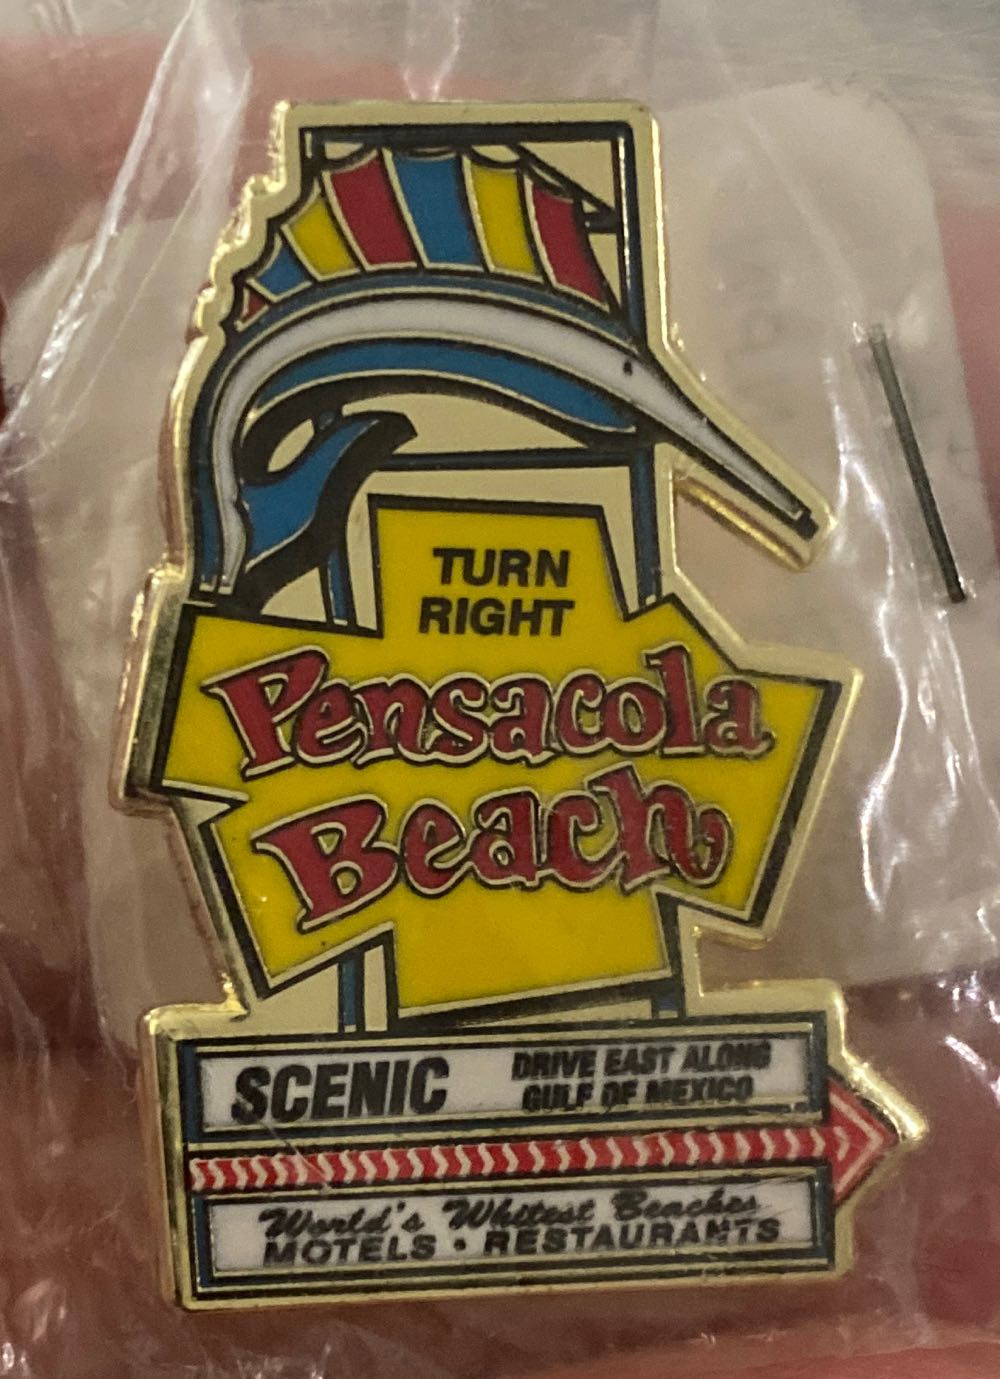 TURN
RIGHT
Pensacola
Beach
SCENIC
DRIVE EAST ALONG
GULF OF MEXICO
World's Whitest Beaches
MOTELS • RESTAURANTS